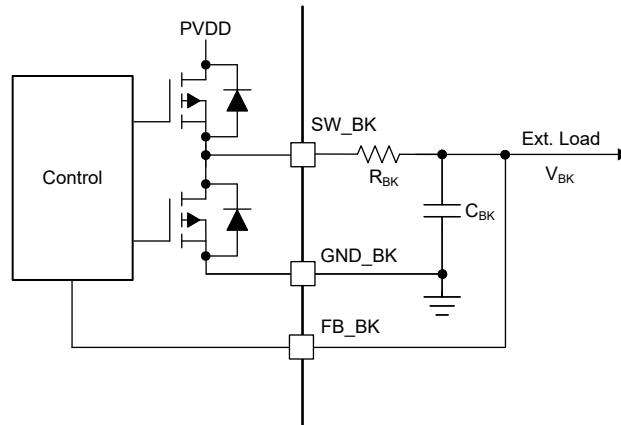 PVDD
SW_BK
Ext. Load
Control
R_BK
V_BK
C_BK
GND_BK
FB_BK